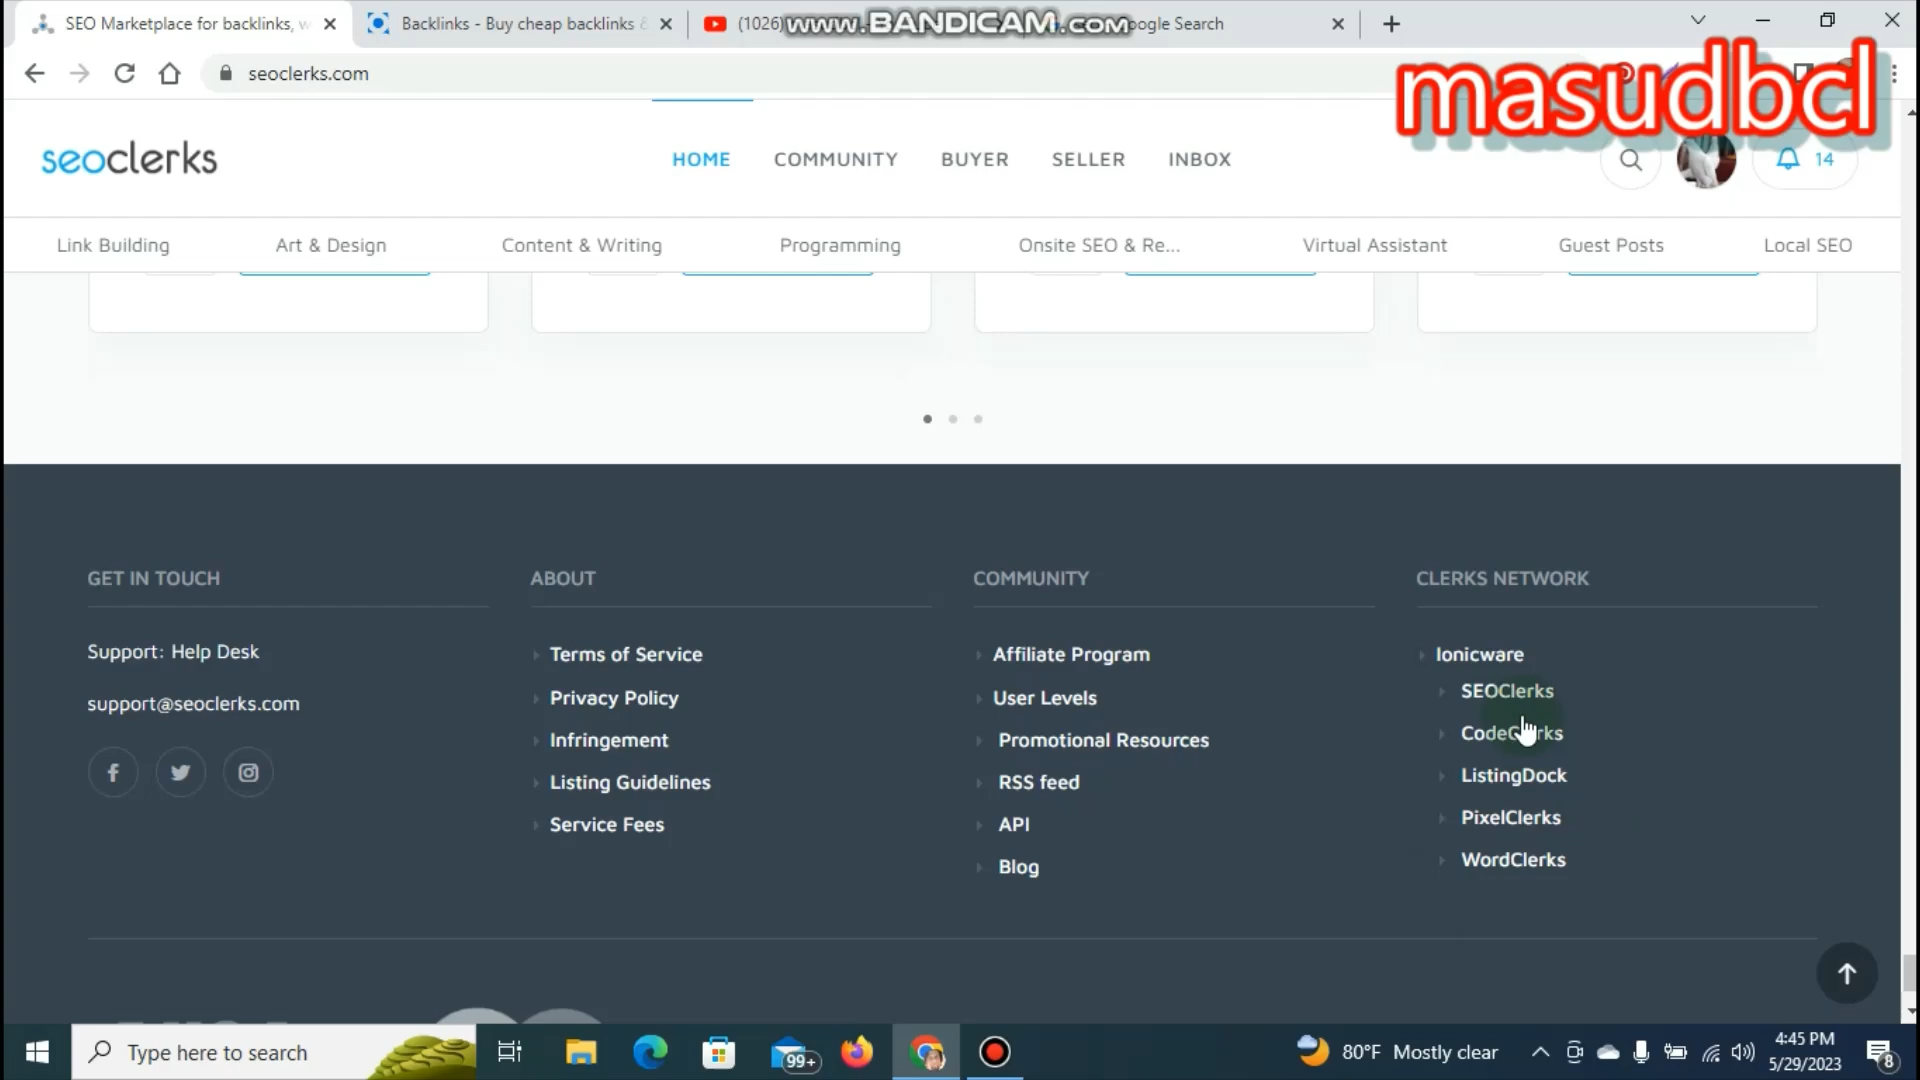 SEO Marketplace for backlinks, w
Backlinks - Buy cheap backlinks &
(1026)
www.BANDICAM.com
oogle Search
seoclerks.com
masudbcl
seoclerks
HOME
COMMUNITY
BUYER
SELLER
INBOX
14
Link Building
Art & Design
Content & Writing
Programming
Onsite SEO & Re...
Virtual Assistant
Guest Posts
Local SEO
GET IN TOUCH
Support: Help Desk
support@seoclerks.com
ABOUT
Terms of Service
Privacy Policy
Infringement
Listing Guidelines
Service Fees
COMMUNITY
Affiliate Program
User Levels
Promotional Resources
RSS feed
API
Blog
CLERKS NETWORK
Ionicware
SEOClerks
CodeClerks
ListingDock
PixelClerks
WordClerks
Type here to search
99+
80°F Mostly clear
4:45 PM
5/29/2023
8